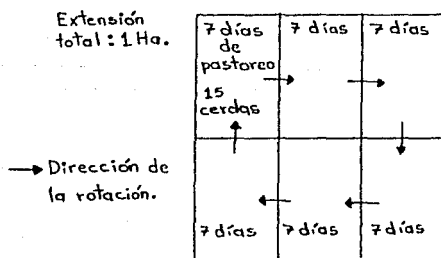 Extensión
total: 1 Ha.
7 días
de
pastoreo
15
cerdas
7 días
7 días
→ Dirección de
la rotación.
7 días
7 días
7 días